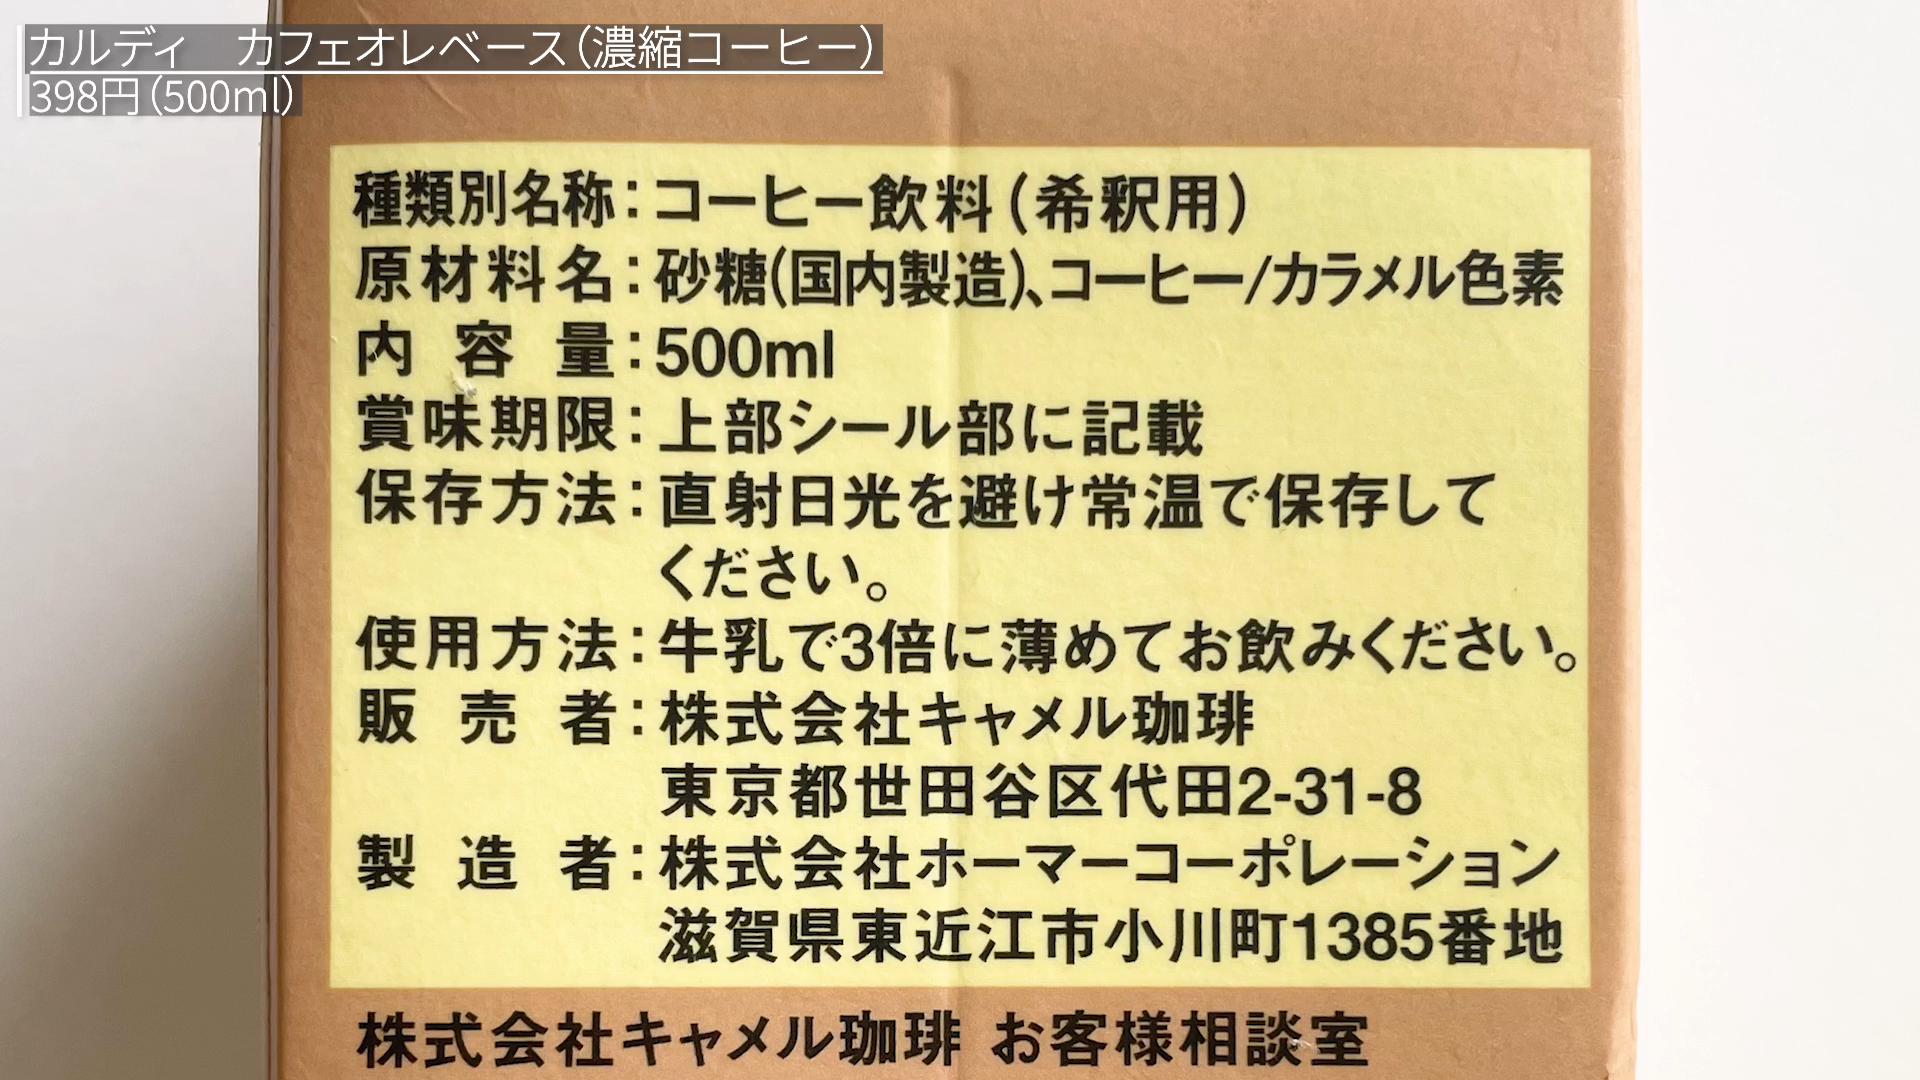 カルディ　カフェオレベース（濃縮コーヒー）
398円（500ml）
種類別名称：コーヒー飲料（希釈用）
原材料名：砂糖(国内製造)、コーヒー/カラメル色素
内容量：500ml
賞味期限：上部シール部に記載
保存方法：直射日光を避け常温で保存して
ください。
使用方法：牛乳で3倍に薄めてお飲みください。
販売者：株式会社キャメル珈琲
東京都世田谷区代田2-31-8
製造者：株式会社ホーマーコーポレーション
滋賀県東近江市小川町1385番地
株式会社キャメル珈琲 お客様相談室